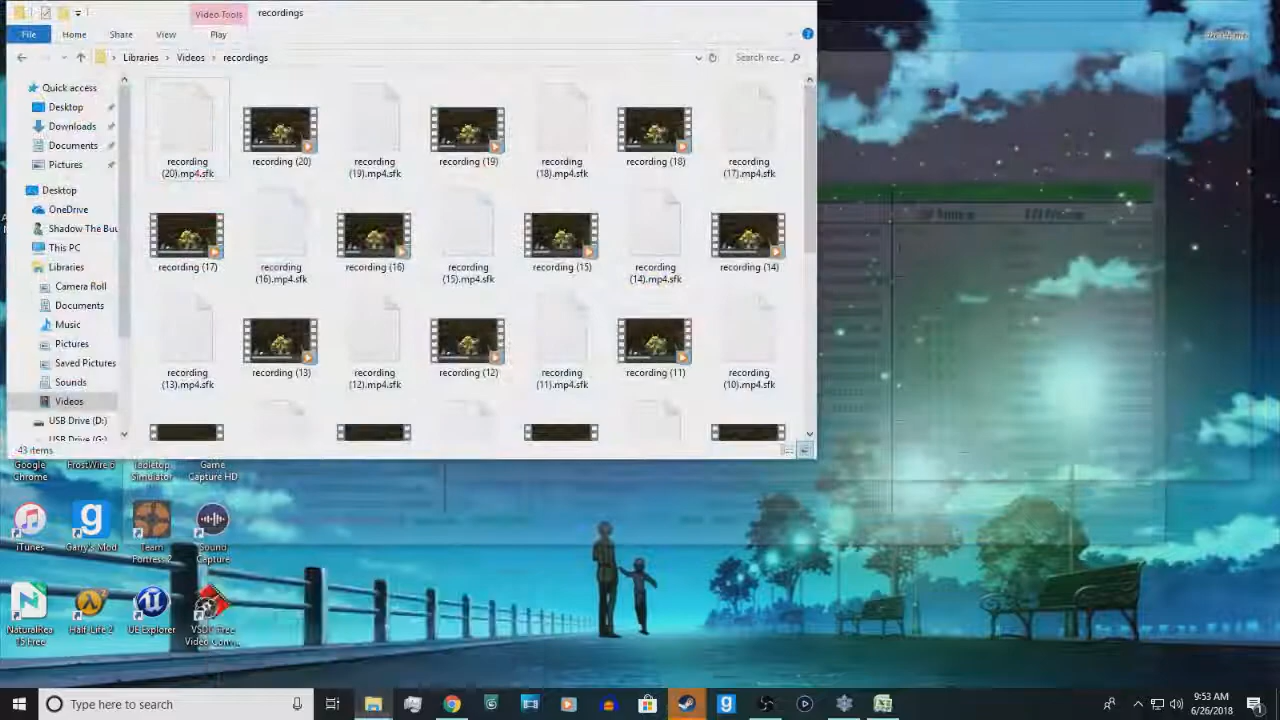 Video Tools
recordings
File
Home
Share
View
Play
Libraries
Videos
recordings
Search rec...
Quick access
Desktop
Downloads
Documents
Pictures
Desktop
OneDrive
Shadow The Bu
This PC
Libraries
Camera Roll
Documents
Music
Pictures
Saved Pictures
Sounds
Videos
USB Drive (D:)
USB Drive (G:)
recording
(20).mp4.sfk
recording (20)
recording
(19).mp4.sfk
recording (19)
recording
(18).mp4.sfk
recording (18)
recording
(17).mp4.sfk
recording (17)
recording
(16).mp4.sfk
recording (16)
recording
(15).mp4.sfk
recording (15)
recording
(14).mp4.sfk
recording (14)
recording
(13).mp4.sfk
recording (13)
recording
(12).mp4.sfk
recording (12)
recording
(11).mp4.sfk
recording (11)
recording
(10).mp4.sfk
43 items
Google
Chrome
FrostWire 6
Tabletop
Simulator
Game
Capture HD
iTunes
Garry's Mod
Team
Fortress 2
Sound
Capture
NaturalRea...
15 Free
Half-Life 2
UE Explorer
VSDC Free
Video Con...
Type here to search
9:53 AM
6/26/2018